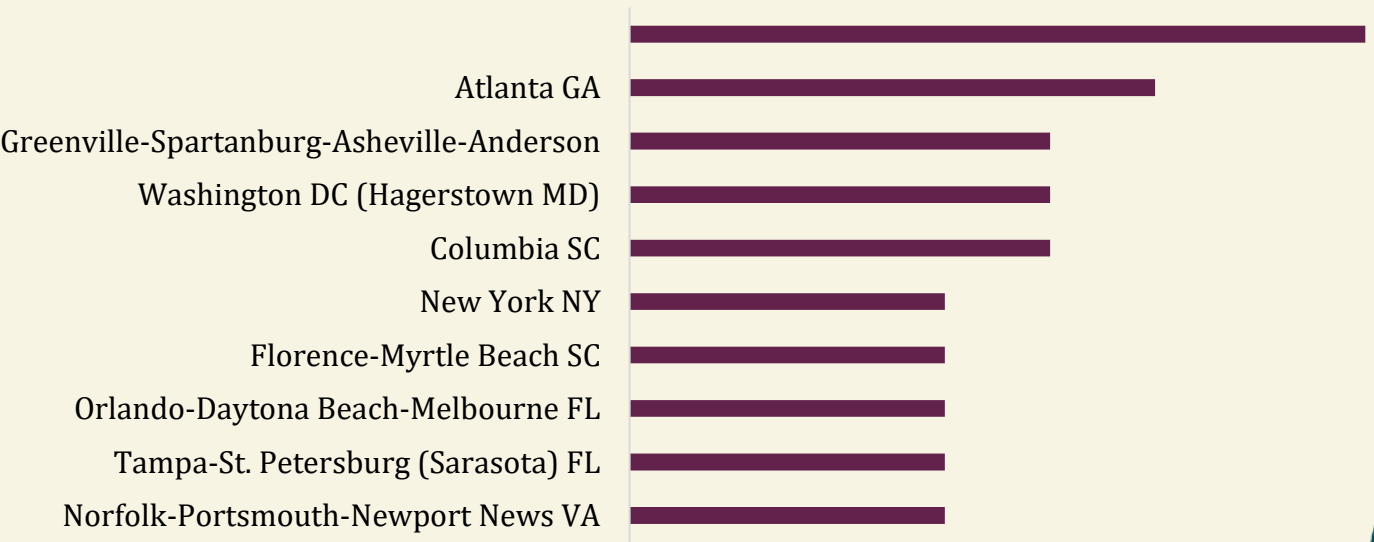 Atlanta GA
Greenville-Spartanburg-Asheville-Anderson
Washington DC (Hagerstown MD)
Columbia SC
New York NY
Florence-Myrtle Beach SC
Orlando-Daytona Beach-Melbourne FL
Tampa-St. Petersburg (Sarasota) FL
Norfolk-Portsmouth-Newport News VA